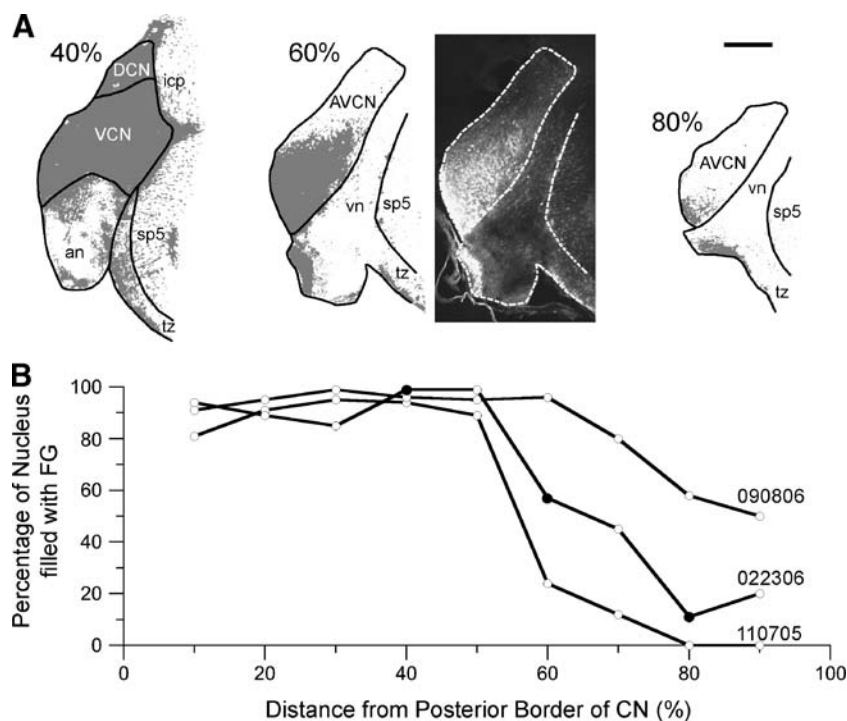 A
40%
DCN
icp
VCN
an
sp5
tz
60%
AVCN
vn
sp5
tz
80%
AVCN
vn
sp5
tz
B
Percentage of Nucleus
filled with FG
100
80
60
40
20
0
090806
022306
110705
0 20 40 60 80 100
Distance from Posterior Border of CN (%)